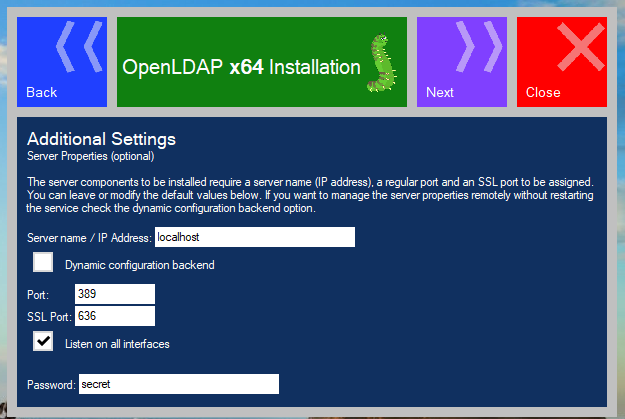 Back
OpenLDAP x64 Installation
Next
Close
Additional Settings
Server Properties (optional)
The server components to be installed require a server name (IP address), a regular port and an SSL port to be assigned.
You can leave or modify the default values below. If you want to manage the server properties remotely without restarting
the service check the dynamic configuration backend option.
Server name / IP Address: localhost
Dynamic configuration backend
Port: 389
SSL Port: 636
Listen on all interfaces
Password: secret